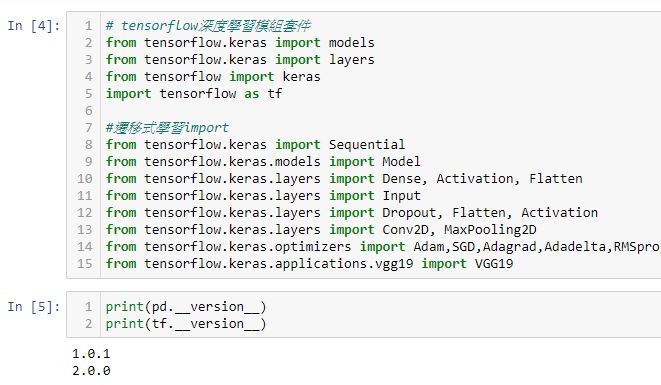 In [4]:
1 # tensorflow深度學習模組套件
2 from tensorflow.keras import models
3 from tensorflow.keras import layers
4 from tensorflow import keras
5 import tensorflow as tf
6
7 #遷移式學習import
8 from tensorflow.keras import Sequential
9 from tensorflow.keras.models import Model
10 from tensorflow.keras.layers import Dense, Activation, Flatten
11 from tensorflow.keras.layers import Input
12 from tensorflow.keras.layers import Dropout, Flatten, Activation
13 from tensorflow.keras.layers import Conv2D, MaxPooling2D
14 from tensorflow.keras.optimizers import Adam,SGD,Adagrad,Adadelta,RMSpro
15 from tensorflow.keras.applications.vgg19 import VGG19
In [5]:
1 print(pd.__version__)
2 print(tf.__version__)
1.0.1
2.0.0